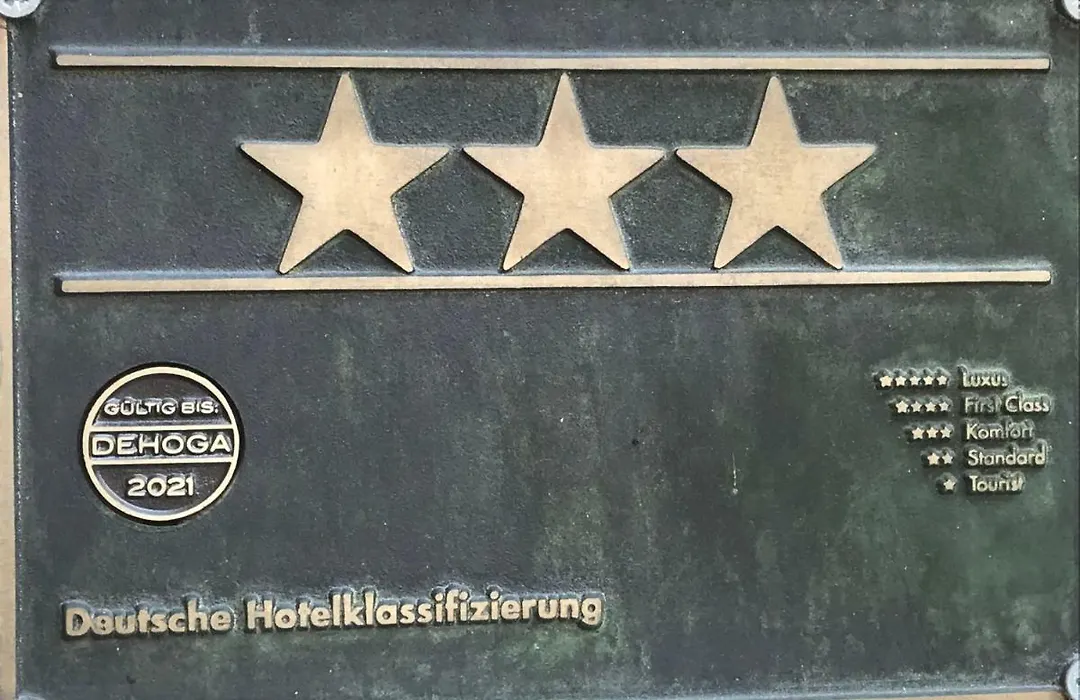 GÜLTIG BIS:
DEHOGA
2021
Luxus
First Class
Komfort
Standard
Tourist
Deutsche Hotelklassifizierung